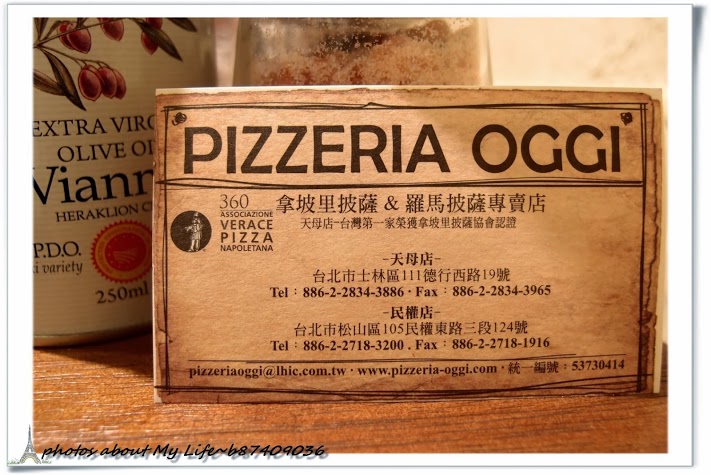 EXTRA VIRG
OLIVE OI
Viann
HERAKLION C
P.D.O.
variety
250ml
PIZZERIA OGGI
360
ASSOCIAZIONE
VERACE
PIZZA
NAPOLETANA
拿坡里披薩 & 羅馬披薩專賣店
天母店-台灣第一家榮獲拿坡里披薩協會認證
-天母店-
台北市士林區111德行西路19號
Tel：886-2-2834-3886．Fax：886-2-2834-3965
-民權店-
台北市松山區105民權東路三段124號
Tel：886-2-2718-3200．Fax：886-2-2718-1916
pizzeriaoggi@lhic.com.tw · www.pizzeria-oggi.com · 統一編號：53730414
photos about My Life~b87409036